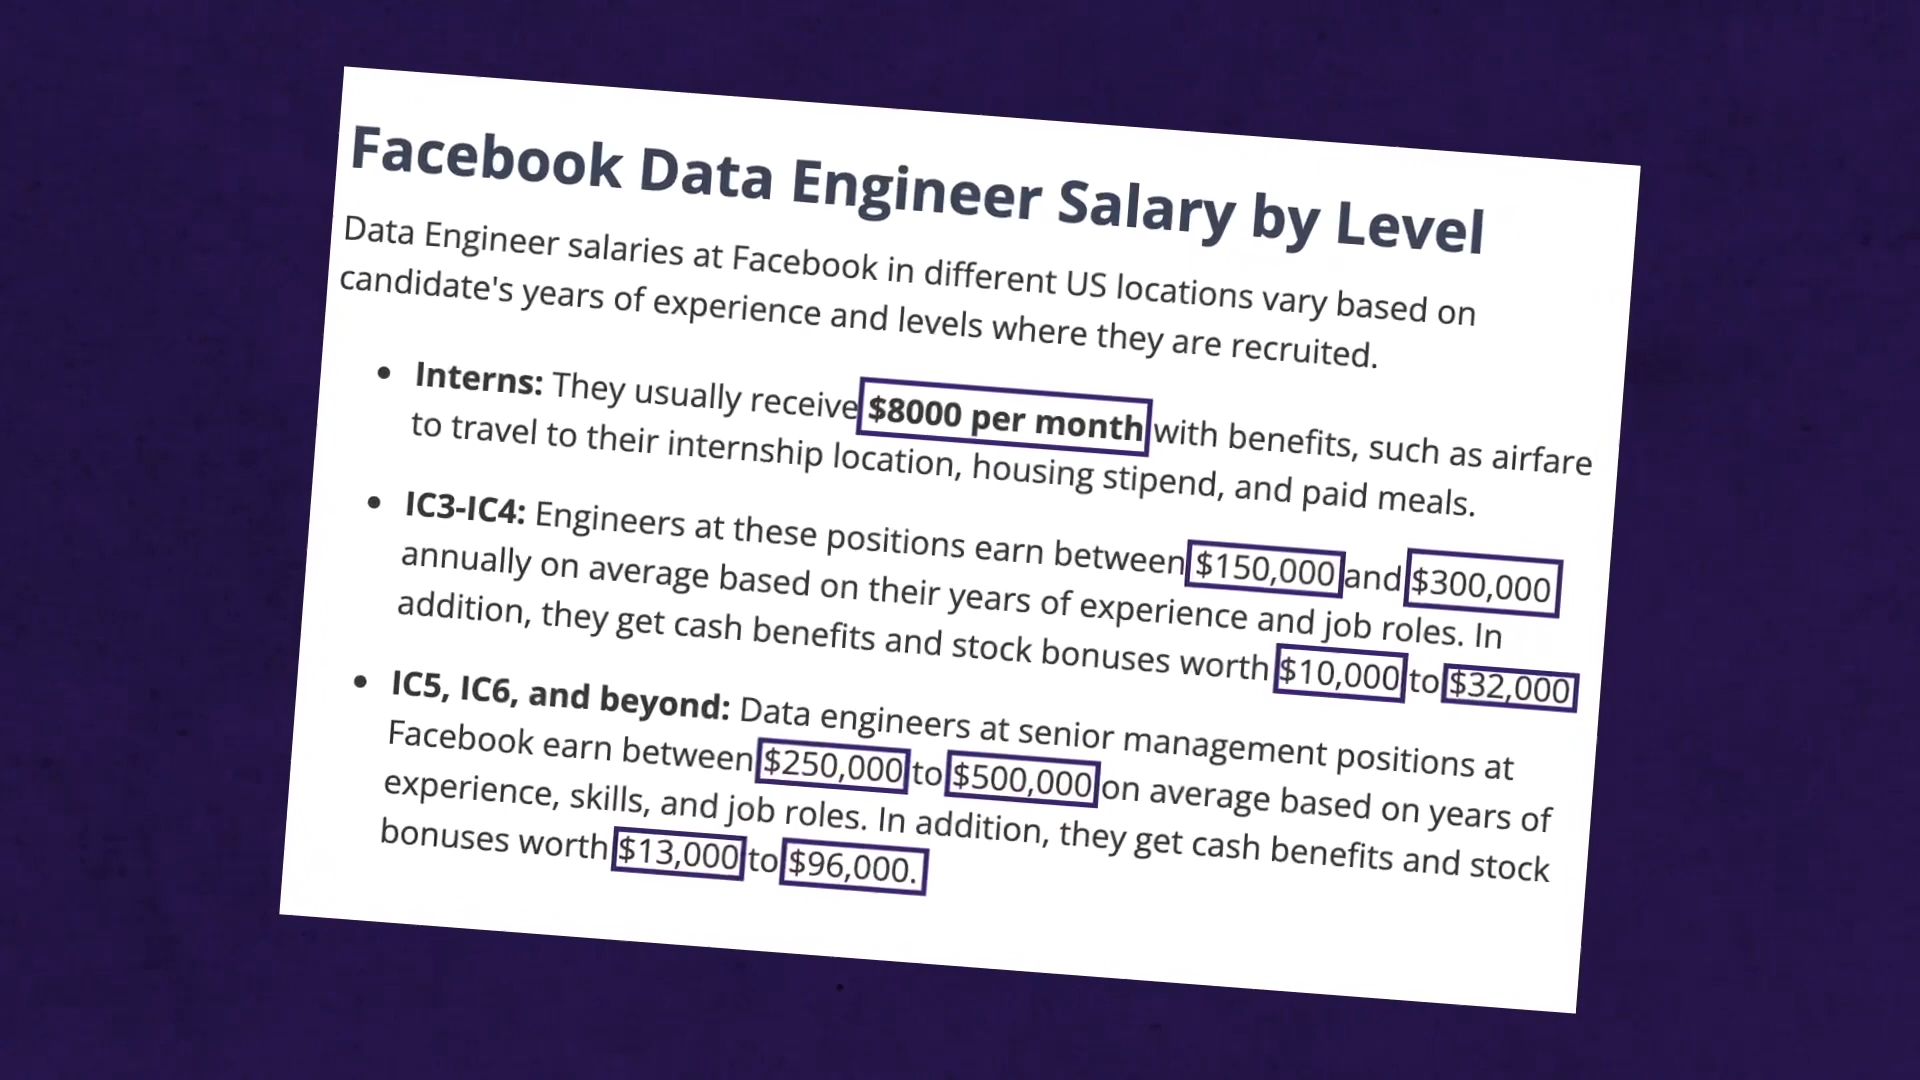 Facebook Data Engineer Salary by Level
Data Engineer salaries at Facebook in different US locations vary based on
candidate's years of experience and levels where they are recruited.
• Interns: They usually receive $8000 per month with benefits, such as airfare
to travel to their internship location, housing stipend, and paid meals.
• IC3-IC4: Engineers at these positions earn between $150,000 and $300,000
annually on average based on their years of experience and job roles. In
addition, they get cash benefits and stock bonuses worth $10,000 to $32,000
• IC5, IC6, and beyond: Data engineers at senior management positions at
Facebook earn between $250,000 to $500,000 on average based on years of
experience, skills, and job roles. In addition, they get cash benefits and stock
bonuses worth $13,000 to $96,000.